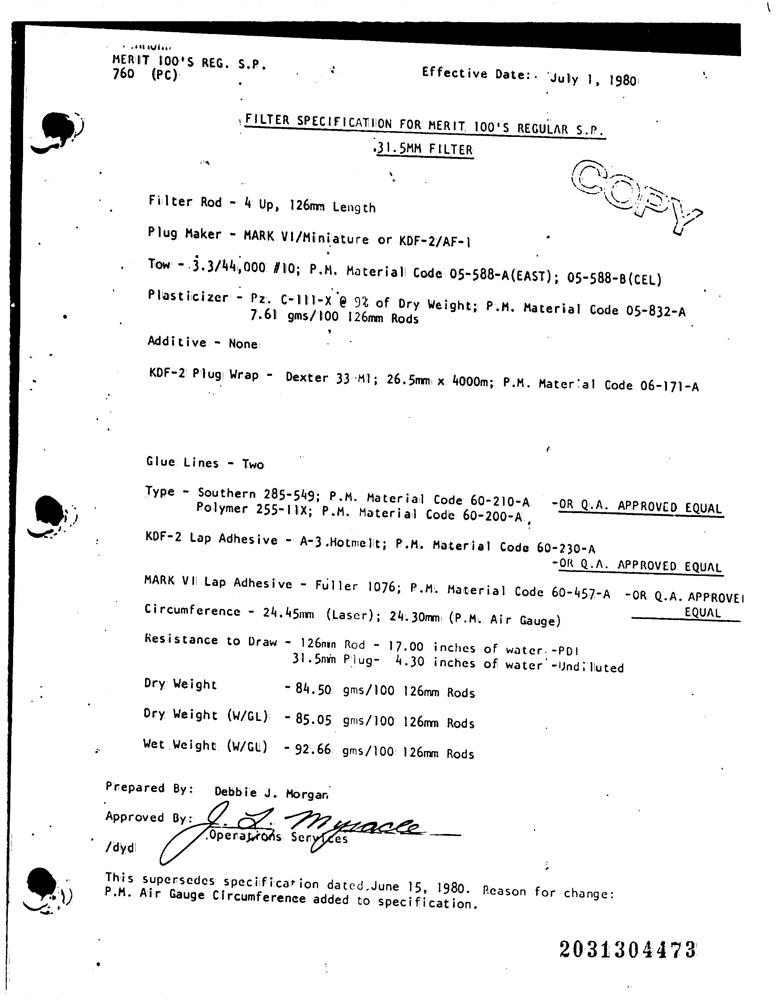 MERIT 100'S REG. S.P.
760 (PC)
Effective Date: July 1, 1980
FILTER SPECIFICATION FOR MERIT 100'S REGULAR S.P.
31.5MM FILTER
COPY
Filter Rod - 4 Up, 126mm Length
Plug Maker - MARK VI/Miniature or KDF-2/AF-1
Tow - 3.3/44,000 #10; P.M. Material Code 05-588-A(EAST); 05-588-B(CEL)
Plasticizer - Pz. C-111-X @ 9% of Dry Weight; P.M. Material Code 05-832-A
7.61 gms/100 126mm Rods
Additive - None
KDF-2 Plug Wrap - Dexter 33 M1; 26.5mm x 4000m; P.M. Material Code 06-171-A
Glue Lines - Two
Type - Southern 285-549; P.M. Material Code 60-210-A -OR Q.A. APPROVED EQUAL
Polymer 255-11X; P.M. Material Code 60-200-A
KDF-2 Lap Adhesive - A-3 Hotmelt; P.M. Material Code 60-230-A
-OR Q.A. APPROVED EQUAL
MARK VI Lap Adhesive - Fuller 1076; P.M. Material Code 60-457-A -OR Q.A. APPROVE
EQUAL
Circumference - 24.45mm (Laser); 24.30mm (P.M. Air Gauge)
Resistance to Draw - 126mm Rod - 17.00 inches of water -PDI
31.5mm Plug- 4.30 inches of water -Undiluted
Dry Weight - 84.50 gms/100 126mm Rods
Dry Weight (W/GL) - 85.05 gms/100 126mm Rods
Wet Weight (W/GL) - 92.66 gms/100 126mm Rods
Prepared By: Debbie J. Morgan
Approved By: J. L. Myracle
Operations Services
/dyd
This supersedes specification dated June 15, 1980. Reason for change:
P.M. Air Gauge Circumference added to specification.
2031304473